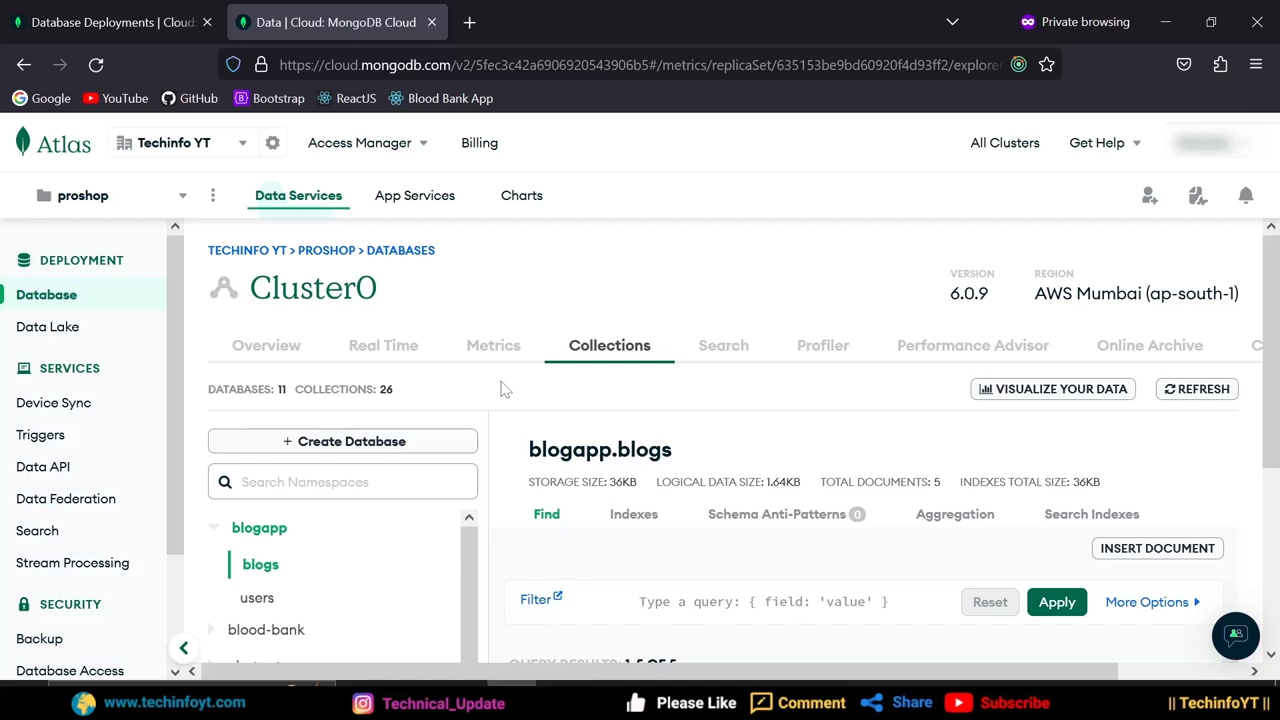 Database Deployments | Cloud:
Data | Cloud: MongoDB Cloud
Private browsing
https://cloud.mongodb.com/v2/5fec3c42a6906920543906b5#/metrics/replicaSet/635153be9bd60920f4d93ff2/explorer
Google YouTube GitHub Bootstrap ReactJS Blood Bank App
Atlas Techinfo YT Access Manager Billing All Clusters Get Help
proshop Data Services App Services Charts
DEPLOYMENT
Database
Data Lake
SERVICES
Device Sync
Triggers
Data API
Data Federation
Search
Stream Processing
SECURITY
Backup
Database Access
TECHINFO YT > PROSHOP > DATABASES
Cluster0
VERSION
6.0.9
REGION
AWS Mumbai (ap-south-1)
Overview Real Time Metrics Collections Search Profiler Performance Advisor Online Archive C
DATABASES: 11 COLLECTIONS: 26
VISUALIZE YOUR DATA
REFRESH
+ Create Database
Search Namespaces
blogapp
blogs
users
blood-bank
blogapp.blogs
STORAGE SIZE: 36KB LOGICAL DATA SIZE: 1.64KB TOTAL DOCUMENTS: 5 INDEXES TOTAL SIZE: 36KB
Find Indexes Schema Anti-Patterns 0 Aggregation Search Indexes
INSERT DOCUMENT
Filter Type a query: { field: 'value' } Reset Apply More Options
QUERY RESULTS: 1-5 OF 5
www.techinfoyt.com Technical_Update Please Like Comment Share Subscribe || TechinfoYT ||